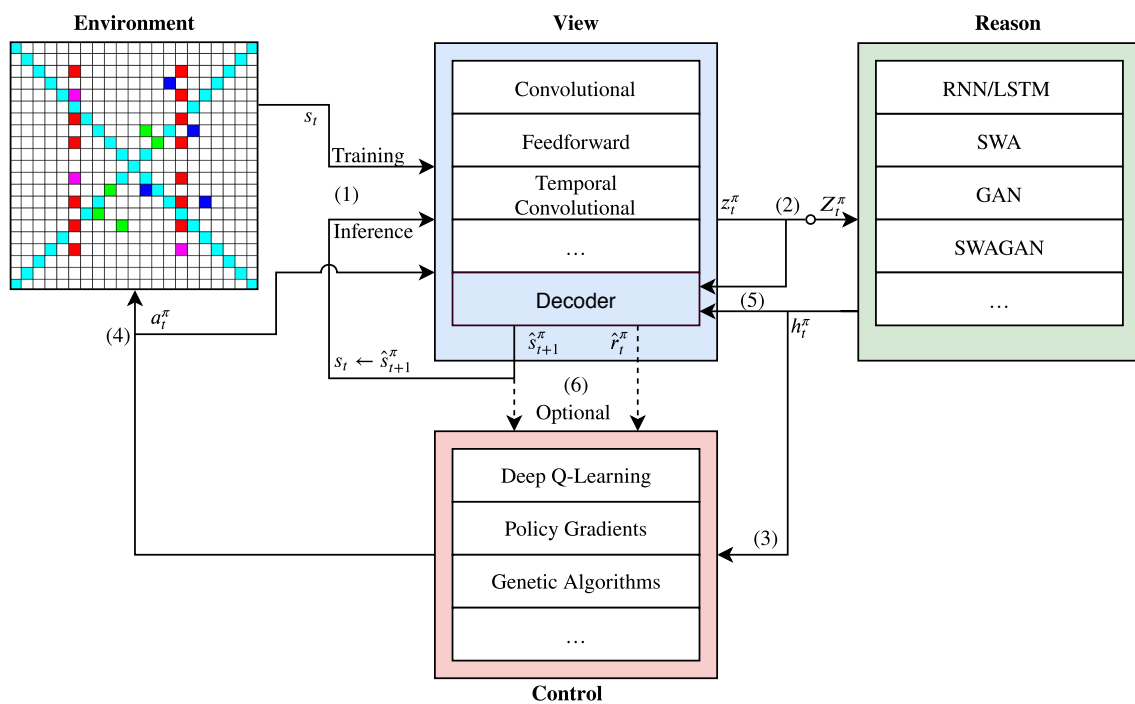 Environment
View
Reason
Convolutional
Feedforward
Temporal
Convolutional
...
Decoder
RNN/LSTM
SWA
GAN
SWAGAN
...
s_t
Training
(1)
Inference
z_t^π
(2)
Z_t^π
(5)
h_t^π
a_t^π
(4)
ŝ_{t+1}^π
r̂_t^π
s_t ← ŝ_{t+1}^π
(6)
Optional
Deep Q-Learning
Policy Gradients
(3)
Genetic Algorithms
...
Control